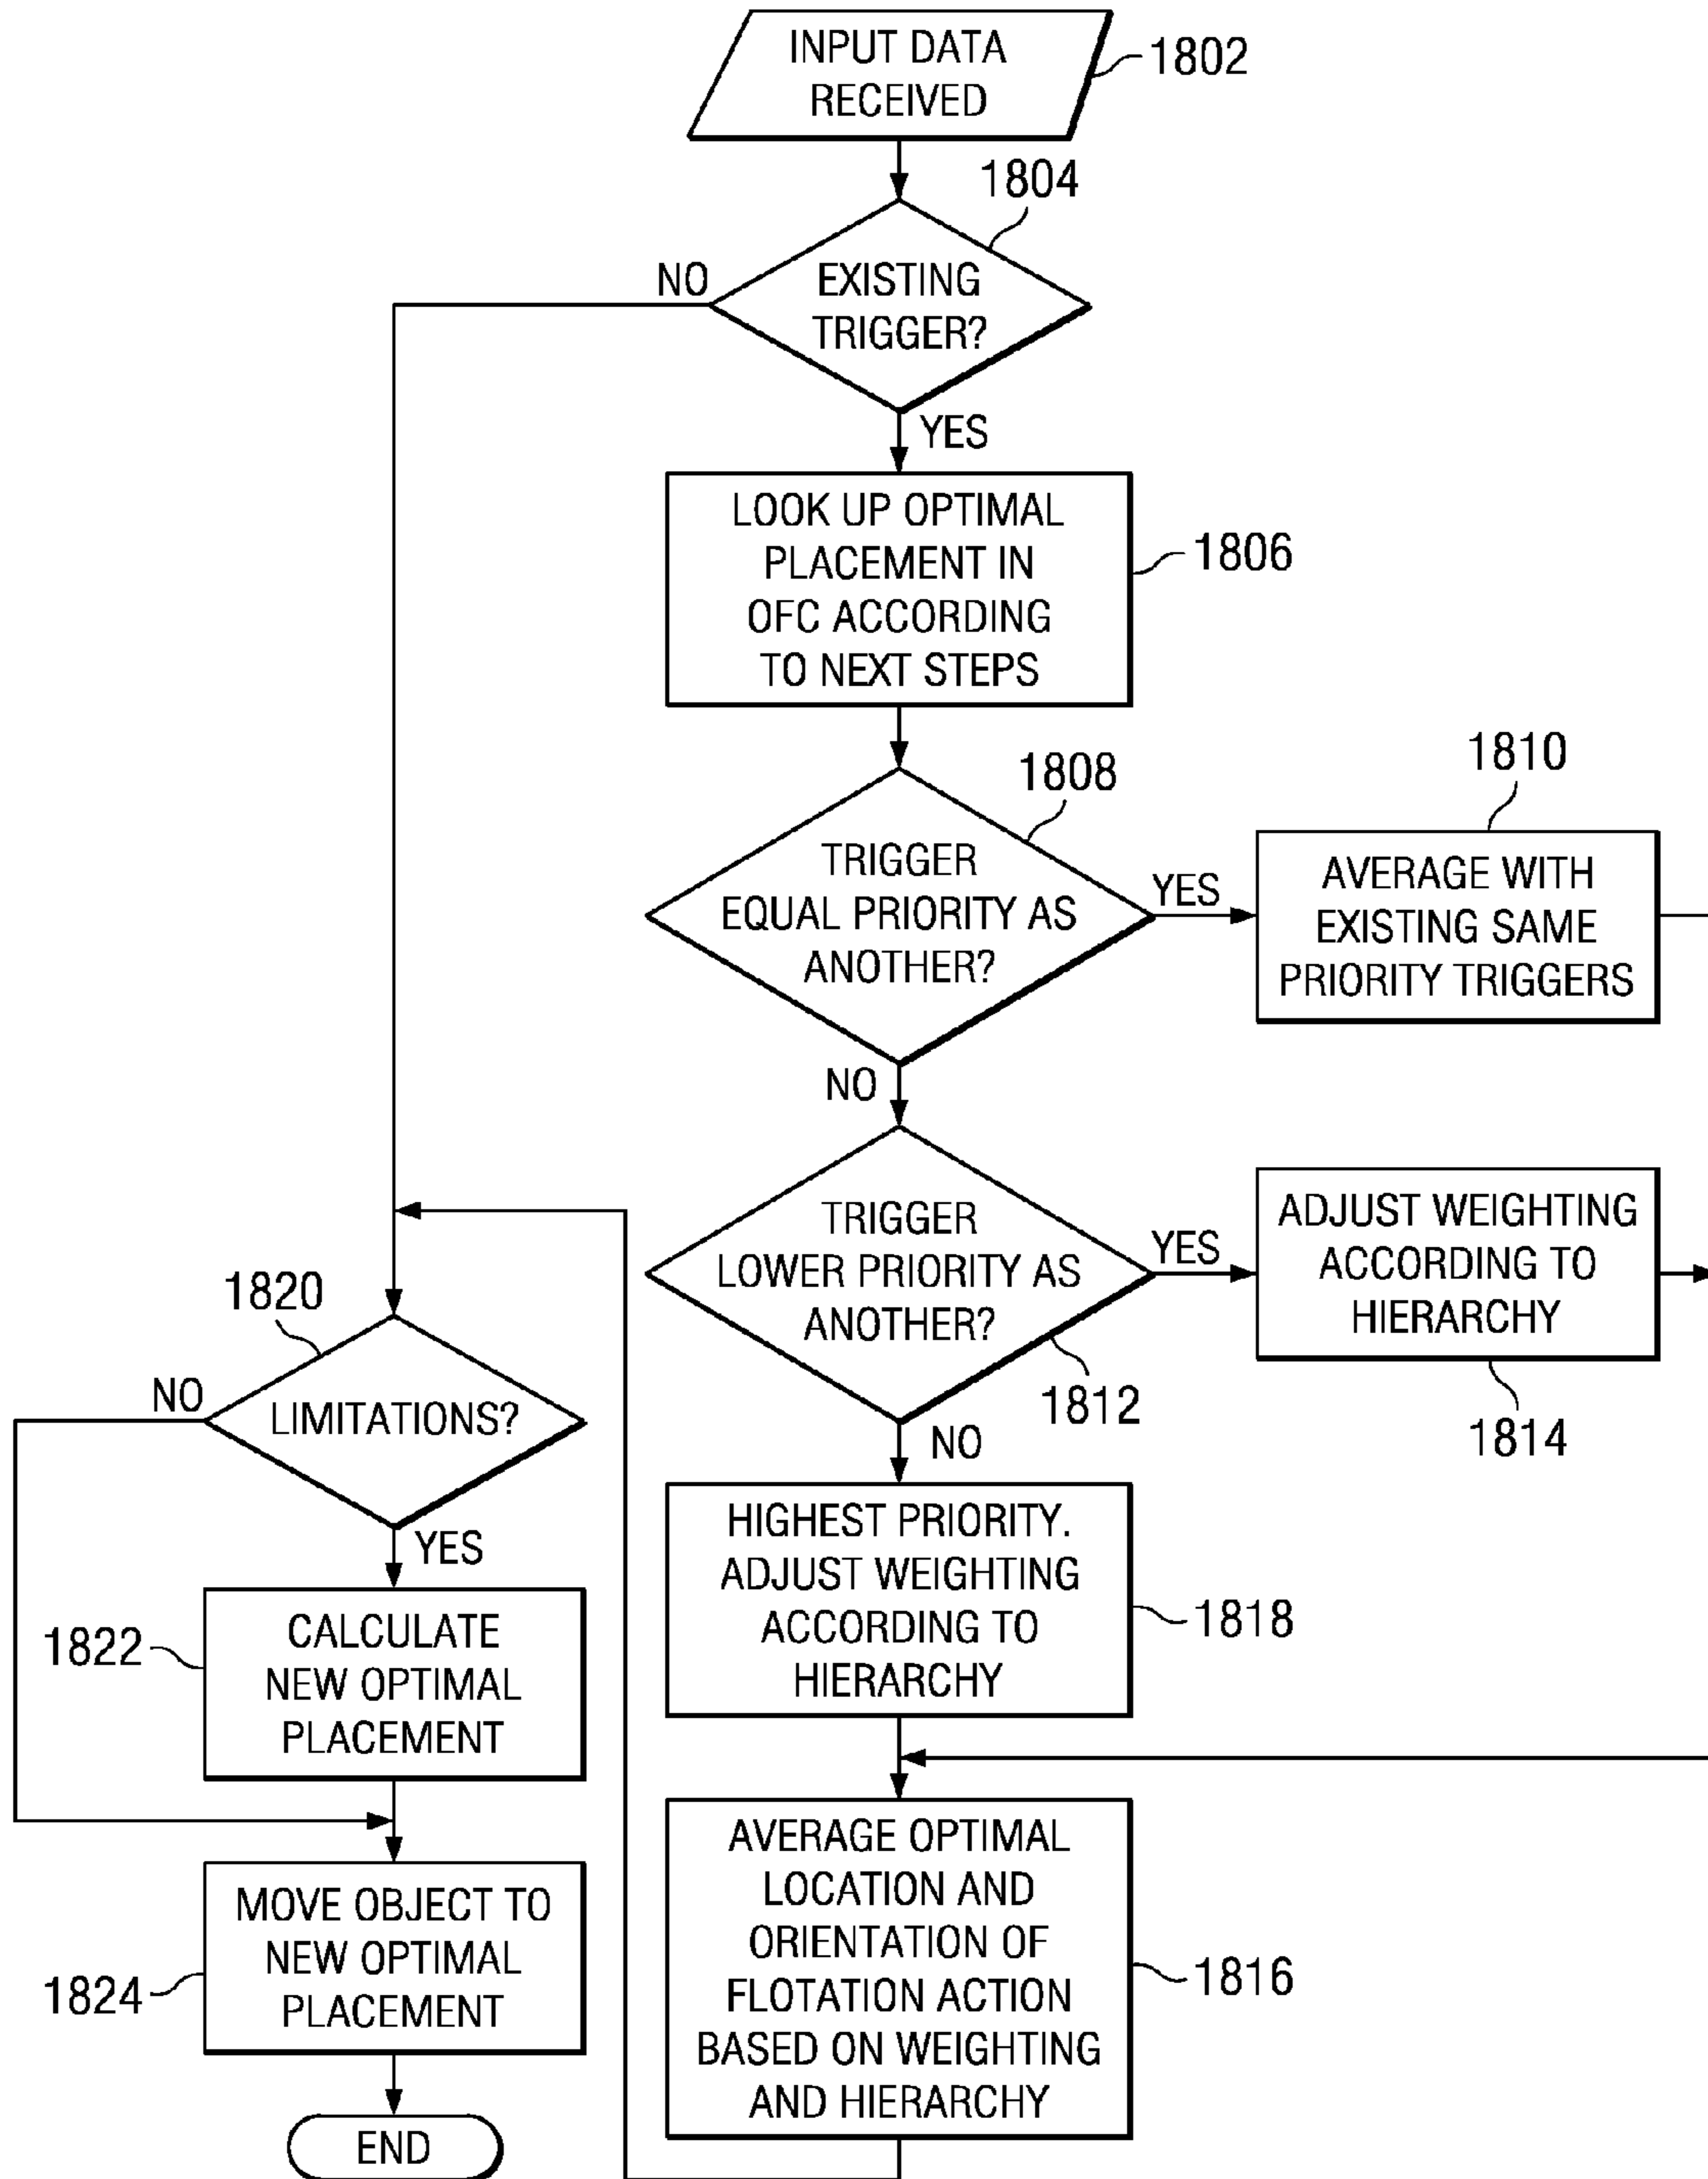 INPUT DATA
RECEIVED
1802
1804
EXISTING
TRIGGER?
NO
YES
LOOK UP OPTIMAL
PLACEMENT IN
OFC ACCORDING
TO NEXT STEPS
1806
1808
TRIGGER
EQUAL PRIORITY AS
ANOTHER?
YES
1810
AVERAGE WITH
EXISTING SAME
PRIORITY TRIGGERS
NO
TRIGGER
LOWER PRIORITY AS
ANOTHER?
1812
YES
ADJUST WEIGHTING
ACCORDING TO
HIERARCHY
1814
NO
HIGHEST PRIORITY.
ADJUST WEIGHTING
ACCORDING TO
HIERARCHY
1818
AVERAGE OPTIMAL
LOCATION AND
ORIENTATION OF
FLOTATION ACTION
BASED ON WEIGHTING
AND HIERARCHY
1816
1820
LIMITATIONS?
NO
YES
1822
CALCULATE
NEW OPTIMAL
PLACEMENT
1824
MOVE OBJECT TO
NEW OPTIMAL
PLACEMENT
END